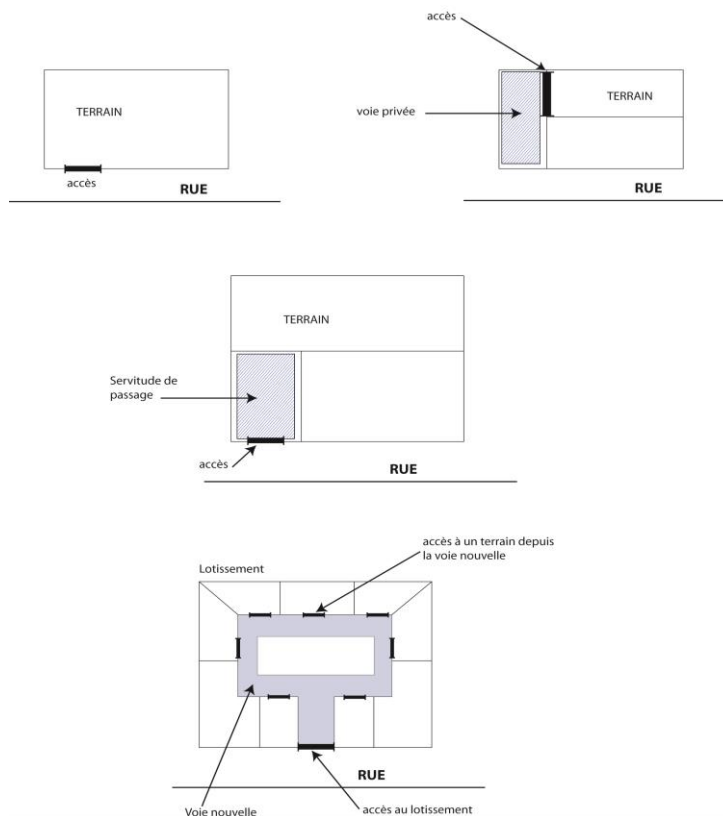 TERRAIN
accès
RUE
accès
voie privée
TERRAIN
RUE
TERRAIN
Servitude de
passage
accès
RUE
accès à un terrain depuis
la voie nouvelle
Lotissement
RUE
Voie nouvelle
accès au lotissement